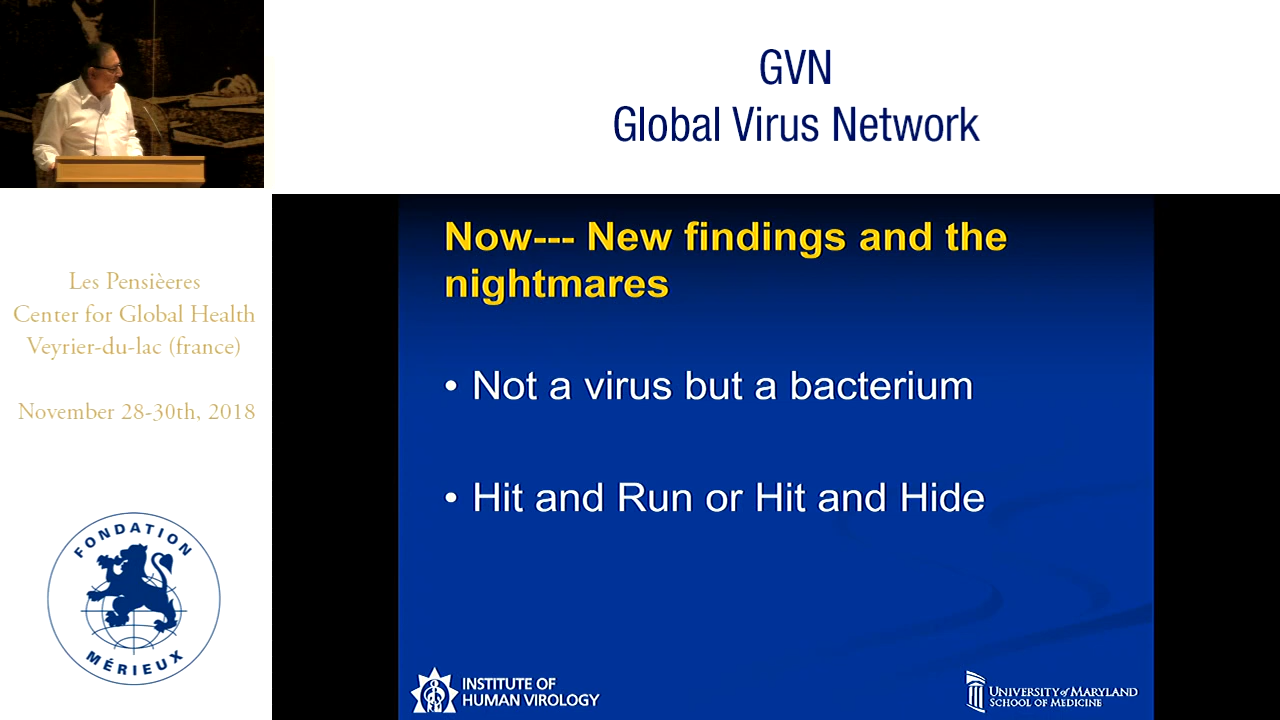 GVN
Global Virus Network
Les Pensièeres
Center for Global Health
Veyrier-du-lac (france)
November 28-30th, 2018
FONDATION
MÉRIEUX
Now--- New findings and the
nightmares
• Not a virus but a bacterium
• Hit and Run or Hit and Hide
INSTITUTE OF
HUMAN VIROLOGY
UNIVERSITY of MARYLAND
SCHOOL OF MEDICINE